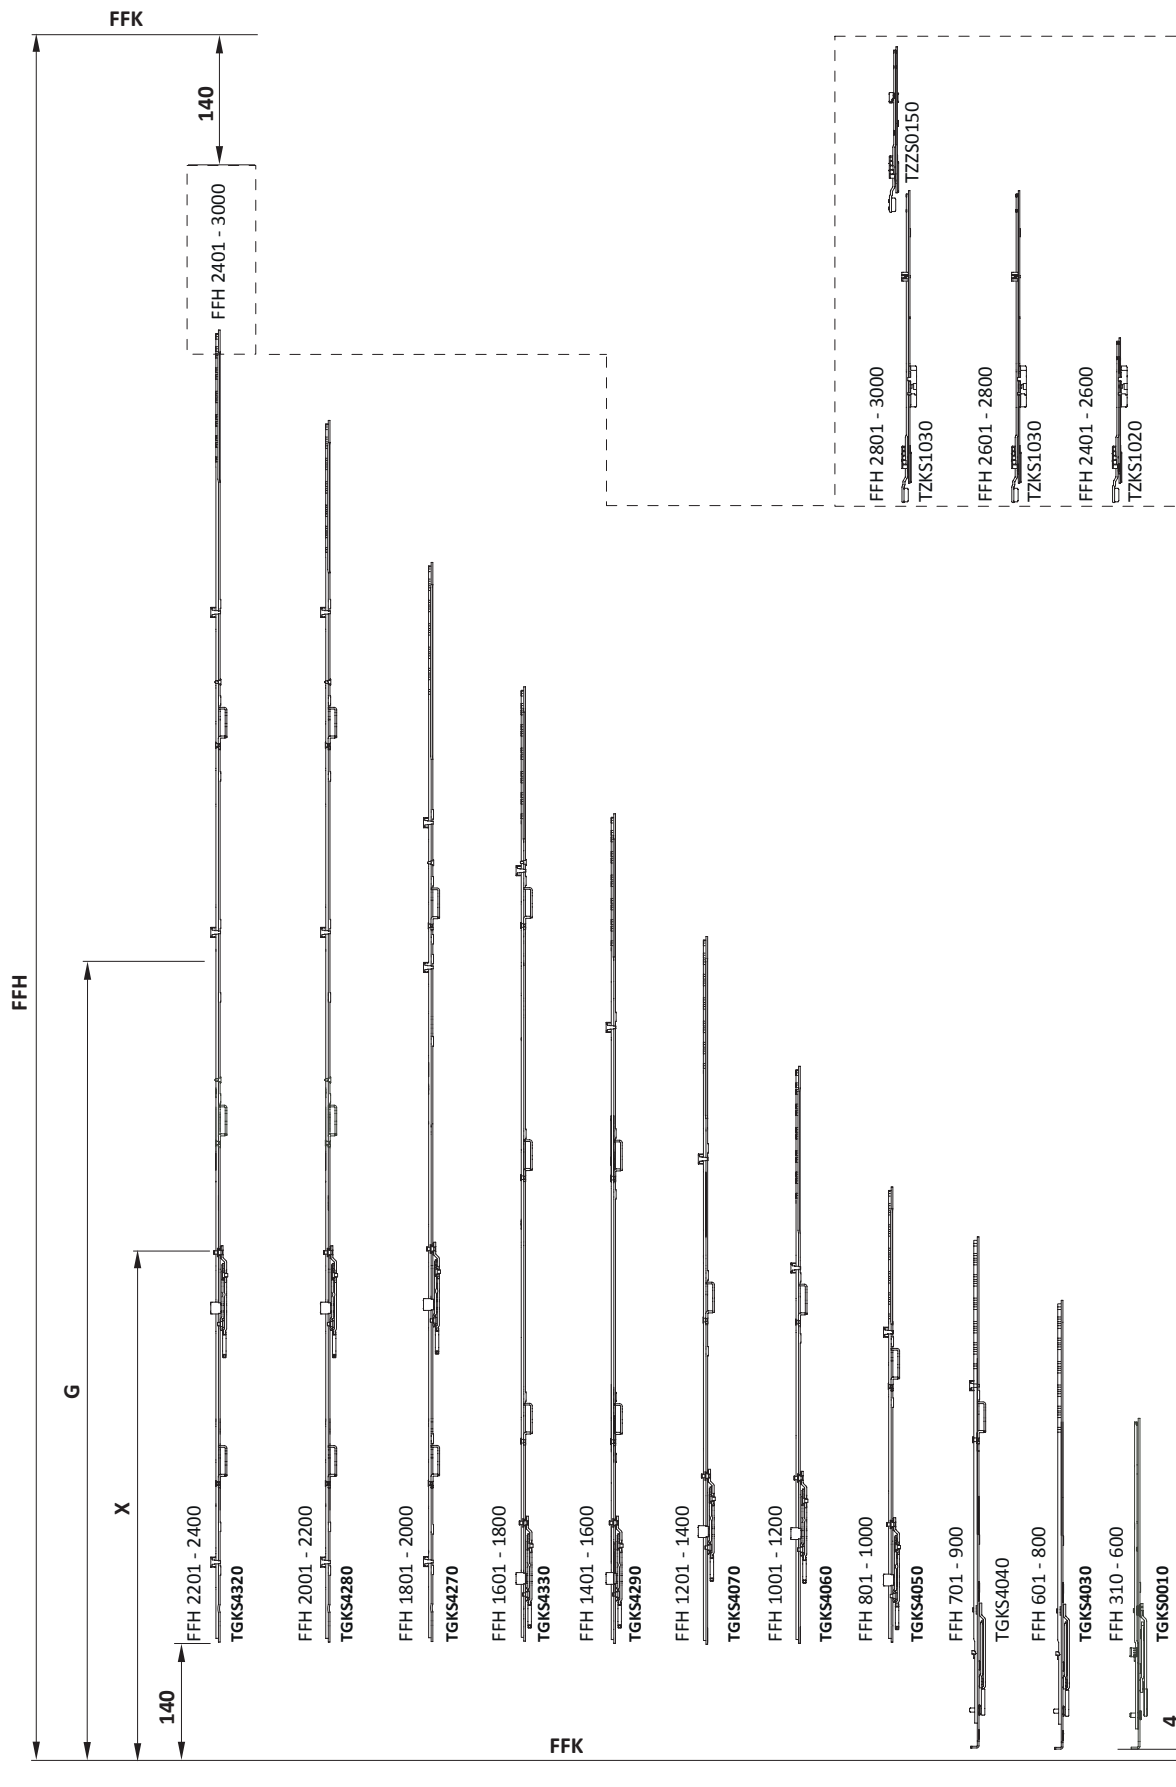 FFK
140
FFH 2401 - 3000
TZZS0150
FFH 2801 - 3000
TZKS1030
FFH 2601 - 2800
TZKS1030
FFH 2401 - 2600
TZKS1020
FFH
G
X
140
FFH 2201 - 2400
TGKS4320
FFH 2001 - 2200
TGKS4280
FFH 1801 - 2000
TGKS4270
FFH 1601 - 1800
TGKS4330
FFH 1401 - 1600
TGKS4290
FFH 1201 - 1400
TGKS4070
FFH 1001 - 1200
TGKS4060
FFH 801 - 1000
TGKS4050
FFH 701 - 900
TGKS4040
FFH 601 - 800
TGKS4030
FFH 310 - 600
TGKS0010
4
FFK